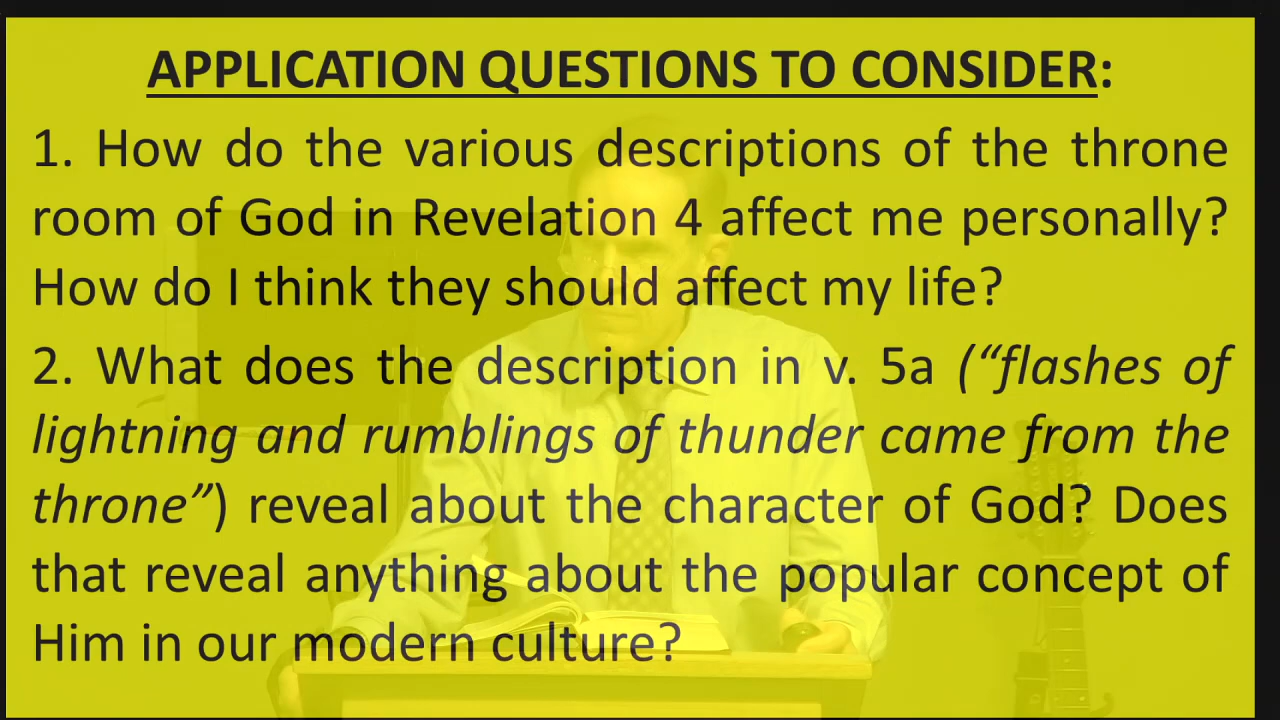 APPLICATION QUESTIONS TO CONSIDER:
1. How do the various descriptions of the throne
room of God in Revelation 4 affect me personally?
How do I think they should affect my life?
2. What does the description in v. 5a (“flashes of
lightning and rumblings of thunder came from the
throne”) reveal about the character of God? Does
that reveal anything about the popular concept of
Him in our modern culture?